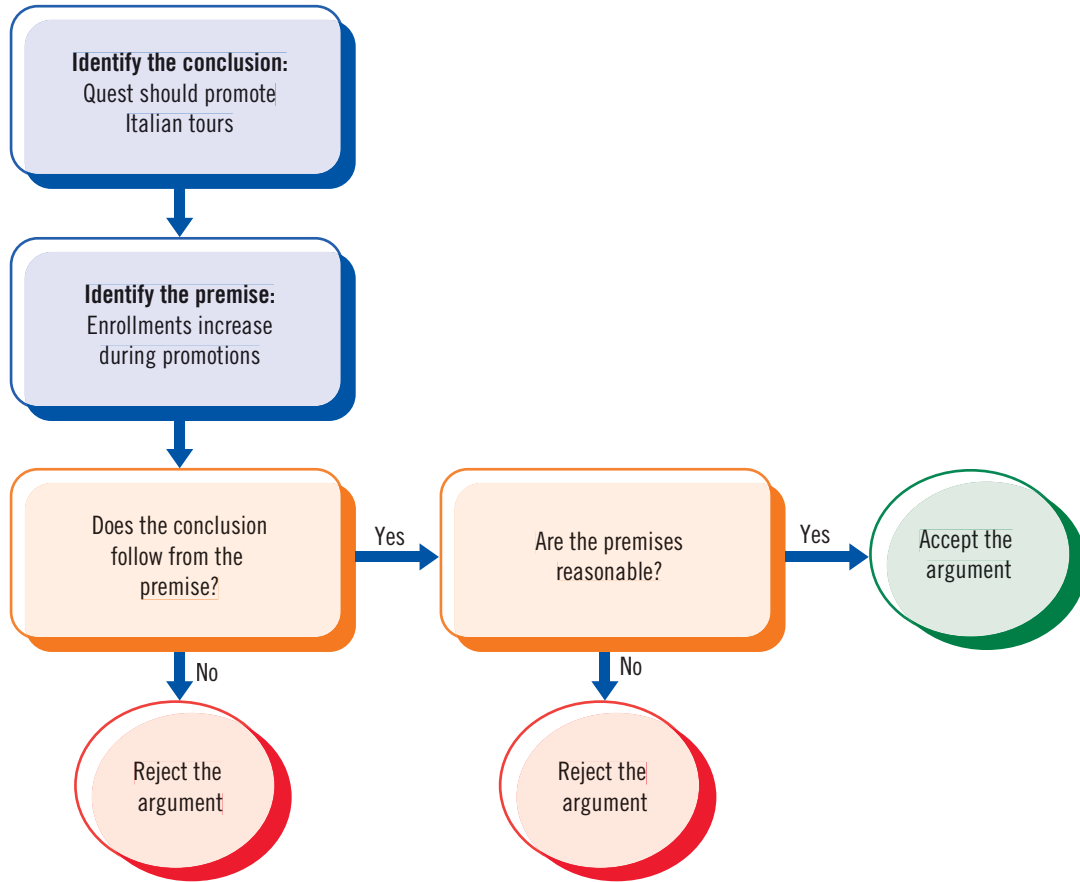 Identify the conclusion:
Quest should promote
Italian tours
Identify the premise:
Enrollments increase
during promotions
Does the conclusion
follow from the
premise?
Yes
Are the premises
reasonable?
Yes
Accept the
argument
No
No
Reject the
argument
Reject the
argument